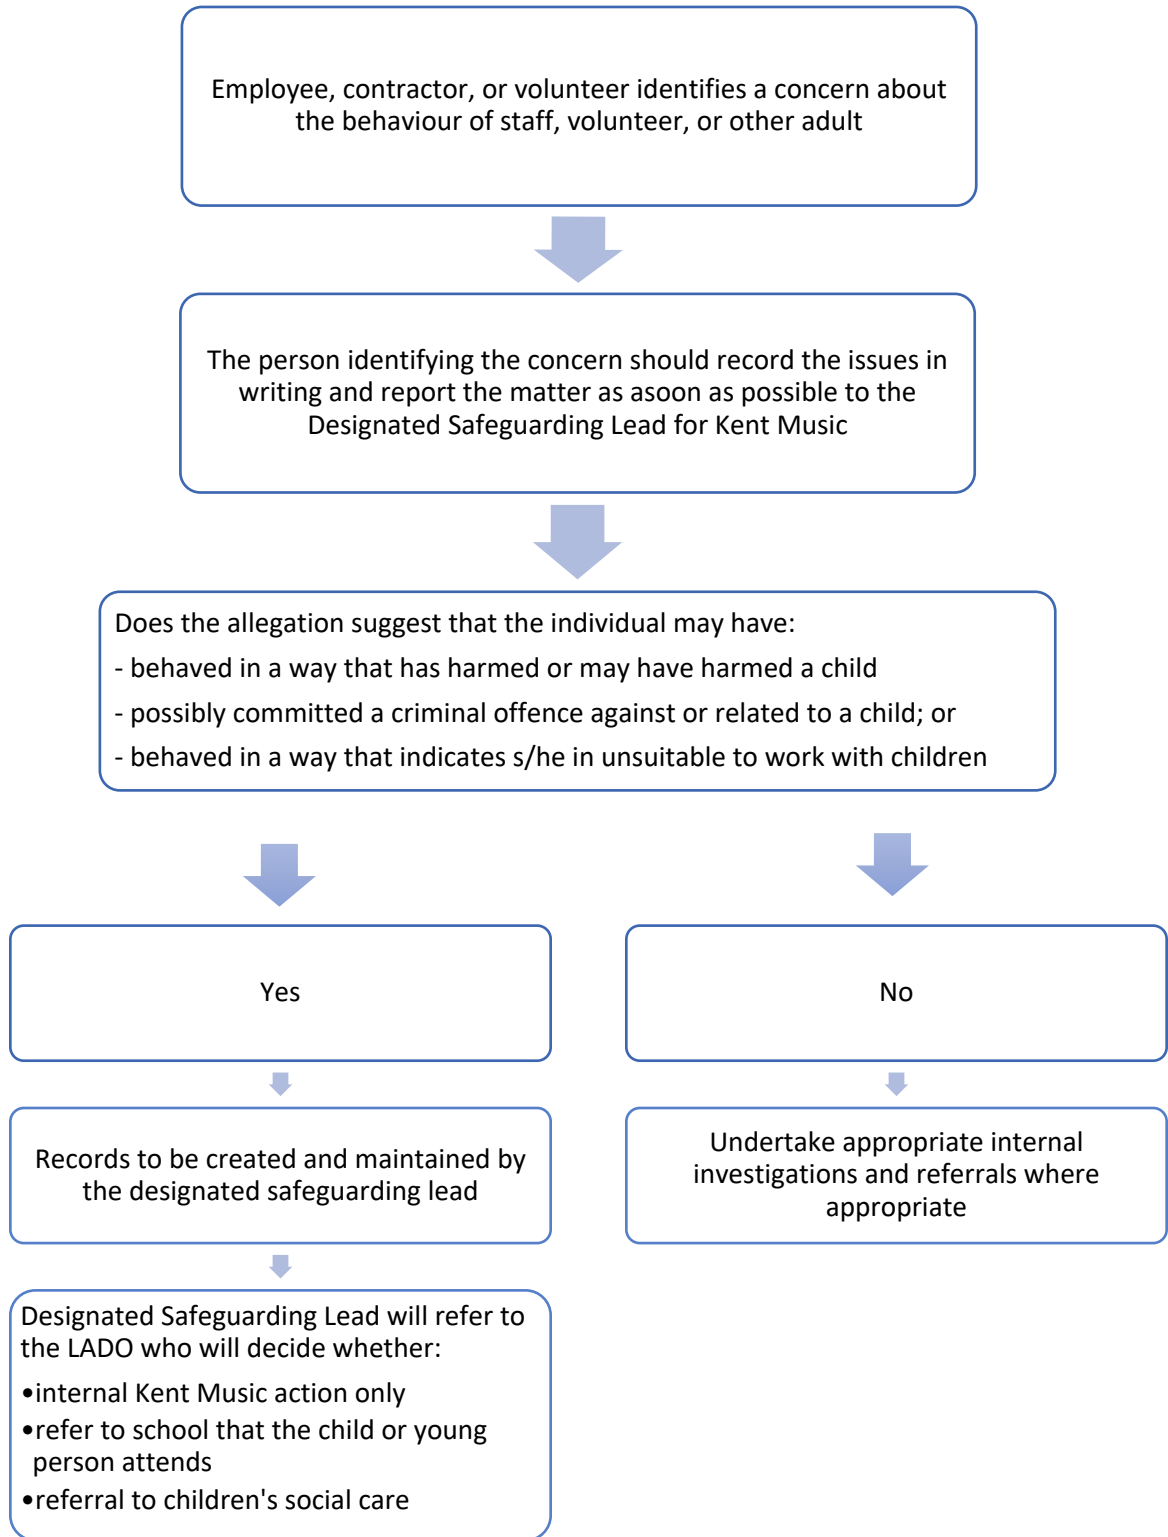 Employee, contractor, or volunteer identifies a concern about
the behaviour of staff, volunteer, or other adult
The person identifying the concern should record the issues in
writing and report the matter as asoon as possible to the
Designated Safeguarding Lead for Kent Music
Does the allegation suggest that the individual may have:
- behaved in a way that has harmed or may have harmed a child
- possibly committed a criminal offence against or related to a child; or
- behaved in a way that indicates s/he in unsuitable to work with children
Yes
No
Records to be created and maintained by
the designated safeguarding lead
Undertake appropriate internal
investigations and referrals where
appropriate
Designated Safeguarding Lead will refer to
the LADO who will decide whether:
•internal Kent Music action only
•refer to school that the child or young
person attends
•referral to children's social care